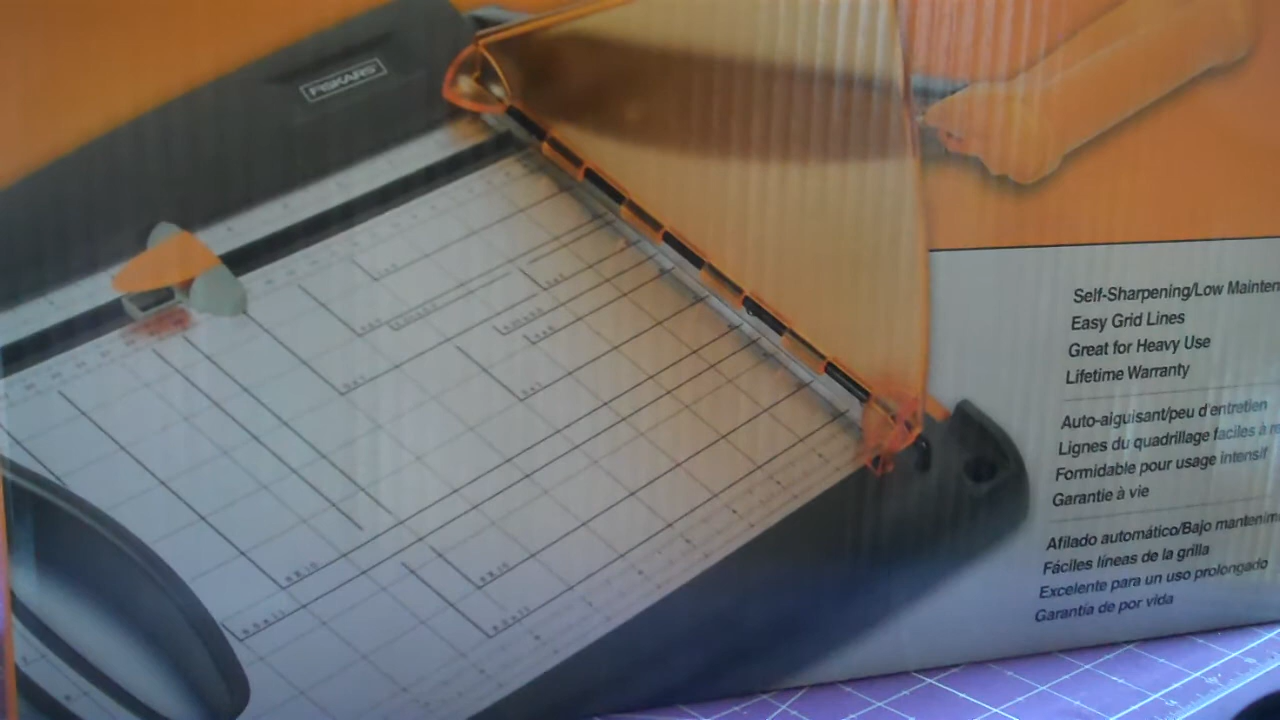 FISKARS
Self-Sharpening/Low Mainten
Easy Grid Lines
Great for Heavy Use
Lifetime Warranty
Auto-aiguisant/peu d'entretien
Lignes du quadrillage faciles à re
Formidable pour usage intensif
Garantie à vie
Afilado automático/Bajo mantenim
Fáciles líneas de la grilla
Excelente para un uso prolongado
Garantía de por vida